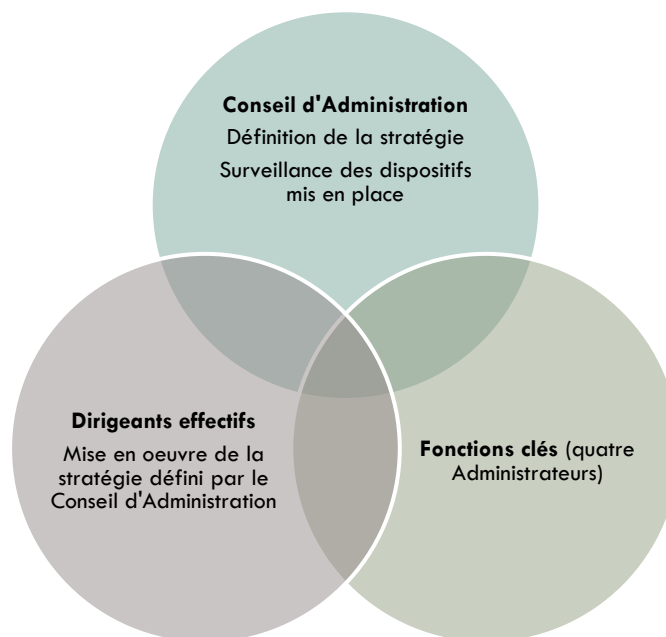 Conseil d'Administration
Définition de la stratégie
Surveillance des dispositifs
mis en place
Dirigeants effectifs
Mise en oeuvre de la
stratégie défini par le
Conseil d'Administration
Fonctions clés (quatre
Administrateurs)